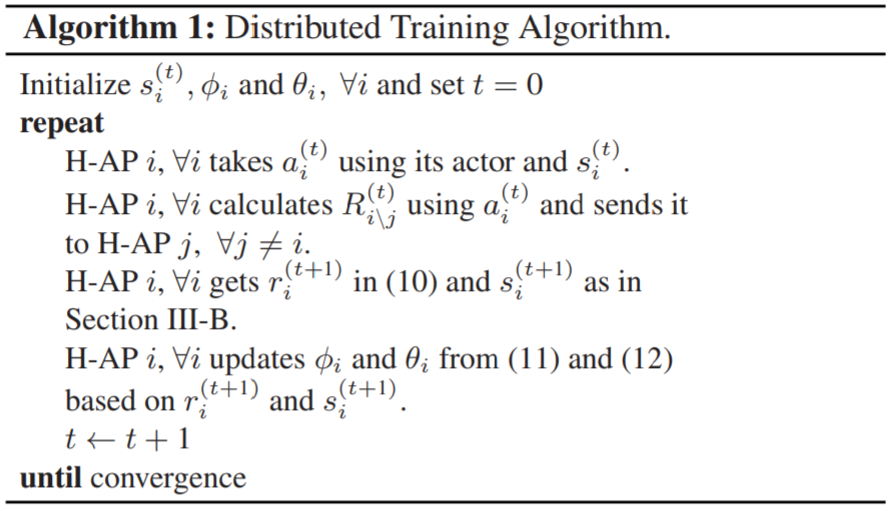 Algorithm 1: Distributed Training Algorithm.
Initialize $s_i^{(t)}, \phi_i$ and $\theta_i, \ \forall i$ and set $t = 0$
repeat
H-AP $i, \forall i$ takes $a_i^{(t)}$ using its actor and $s_i^{(t)}$.
H-AP $i, \forall i$ calculates $R_{i \setminus j}^{(t)}$ using $a_i^{(t)}$ and sends it
to H-AP $j, \ \forall j \neq i$.
H-AP $i, \forall i$ gets $r_i^{(t+1)}$ in (10) and $s_i^{(t+1)}$ as in
Section III-B.
H-AP $i, \forall i$ updates $\phi_i$ and $\theta_i$ from (11) and (12)
based on $r_i^{(t+1)}$ and $s_i^{(t+1)}$.
$t \leftarrow t + 1$
until convergence